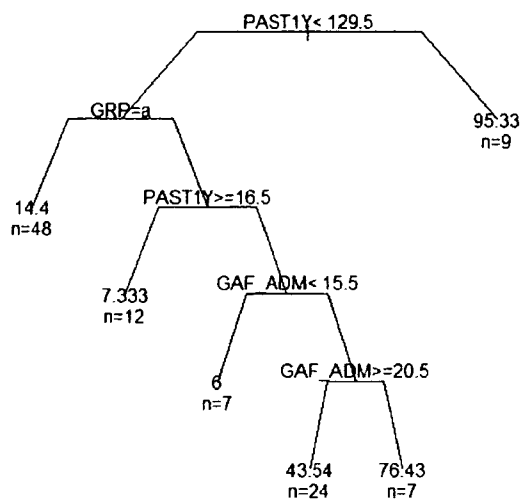 PAST1Y< 129.5
GRP=a
95.33
n=9
14.4
n=48
PAST1Y>=16.5
7.333
n=12
GAF_ADM< 15.5
6
n=7
GAF_ADM>=20.5
43.54
n=24
76.43
n=7